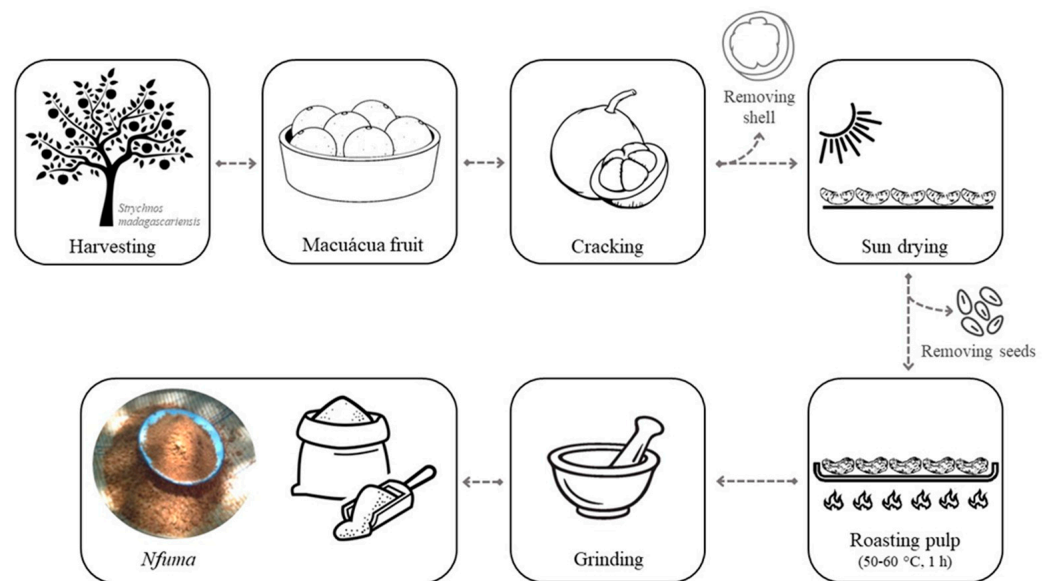 Removing
shell
Strychnos
madagascariensis
Harvesting
Macuácua fruit
Cracking
Sun drying
Removing seeds
Nfuma
Grinding
Roasting pulp
(50-60 °C, 1 h)